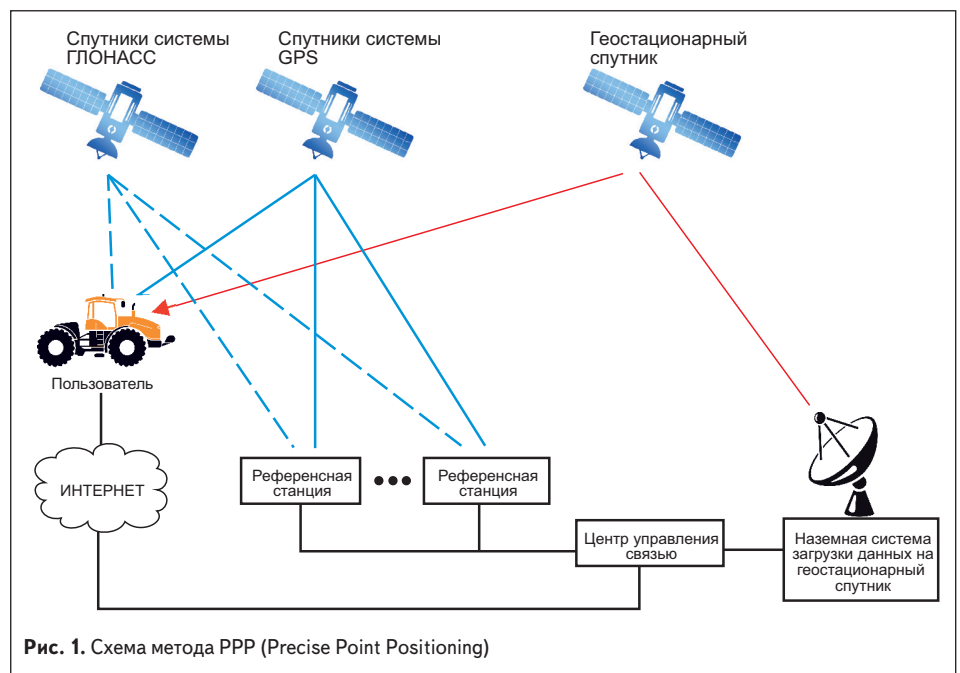 Спутники системы
ГЛОНАСС
Спутники системы
GPS
Геостационарный
спутник
Пользователь
ИНТЕРНЕТ
Референсная
станция
Референсная
станция
Центр управления
связью
Наземная система
загрузки данных на
геостационарный
спутник
Рис. 1. Схема метода PPP (Precise Point Positioning)